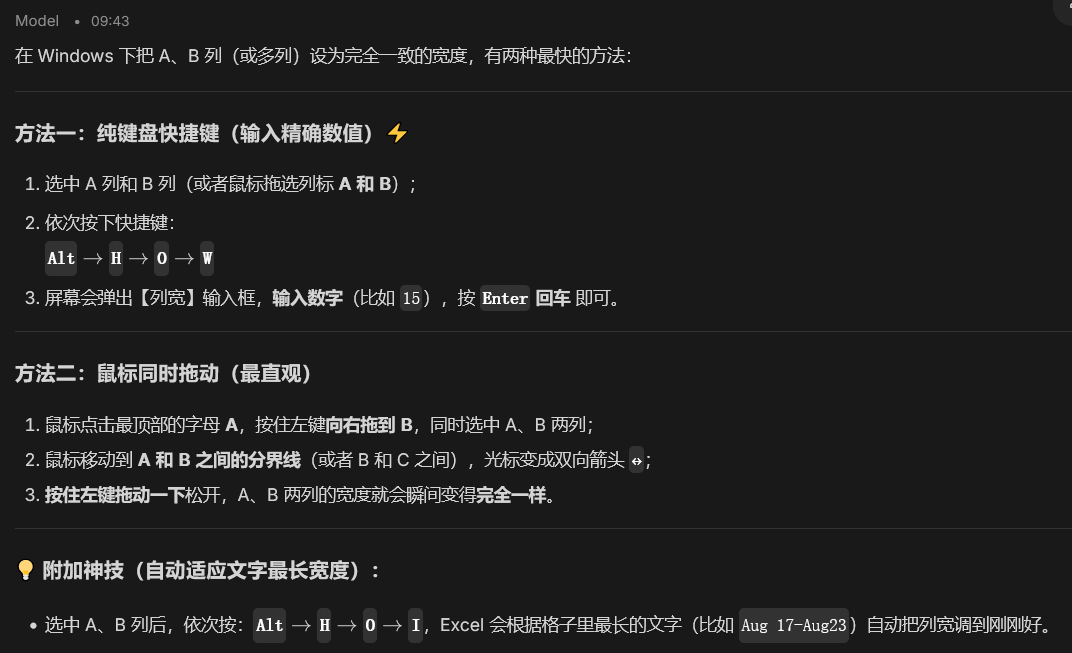 Model • 09:43
在 Windows 下把 A、B 列（或多列）设为完全一致的宽度，有两种最快的方法：
方法一：纯键盘快捷键（输入精确数值）⚡
1. 选中 A 列和 B 列（或者鼠标拖选列标 A 和 B）；
2. 依次按下快捷键：
Alt → H → O → W
3. 屏幕会弹出【列宽】输入框，输入数字（比如 15），按 Enter 回车 即可。
方法二：鼠标同时拖动（最直观）
1. 鼠标点击最顶部的字母 A，按住左键向右拖到 B，同时选中 A、B 两列；
2. 鼠标移动到 A 和 B 之间的分界线（或者 B 和 C 之间），光标变成双向箭头 ↔；
3. 按住左键拖动一下松开，A、B 两列的宽度就会瞬间变得完全一样。
💡 附加神技（自动适应文字最长宽度）：
• 选中 A、B 列后，依次按：Alt → H → O → I，Excel 会根据格子里最长的文字（比如 Aug 17-Aug23）自动把列宽调到刚刚好。